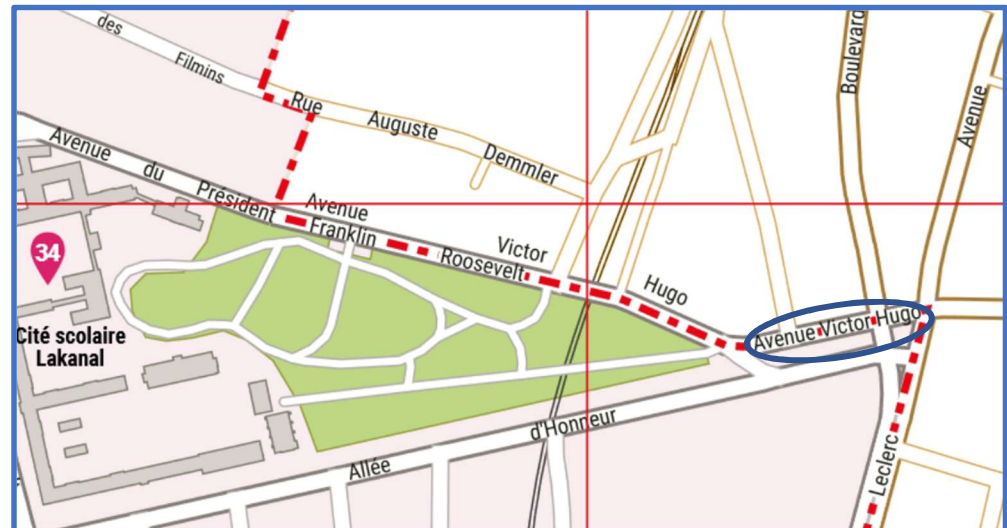 des
Filmins
Rue
Auguste
Demmler
Boulevard
Avenue
Avenue
du
Président
Franklin
Roosevelt
Avenue
Victor
Hugo
Avenue Victor Hugo
34
Cité scolaire
Lakanal
Allée
d'Honneur
Leclerc